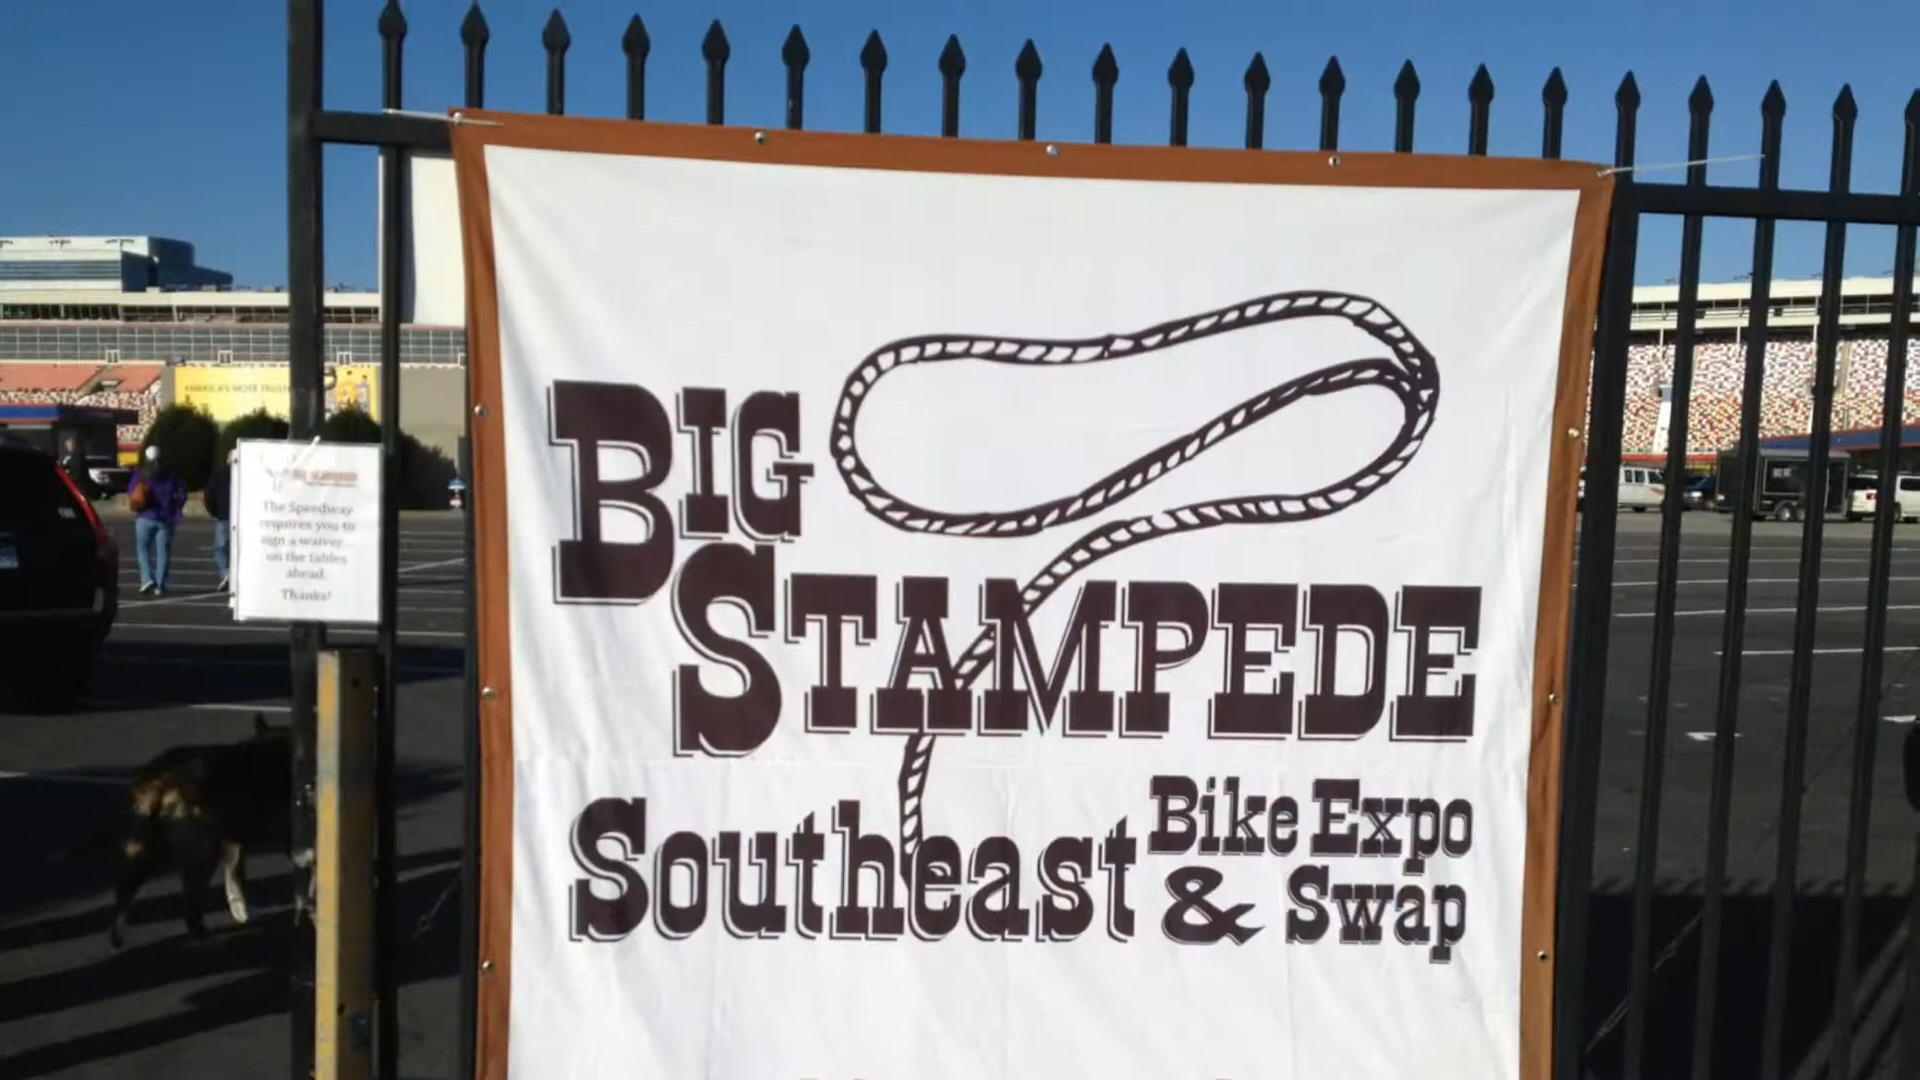 BIG
STAMPEDE
Southeast Bike Expo
& Swap
The Speedway
requires you to
sign a waiver...
on the tables
ahead.
Thanks!